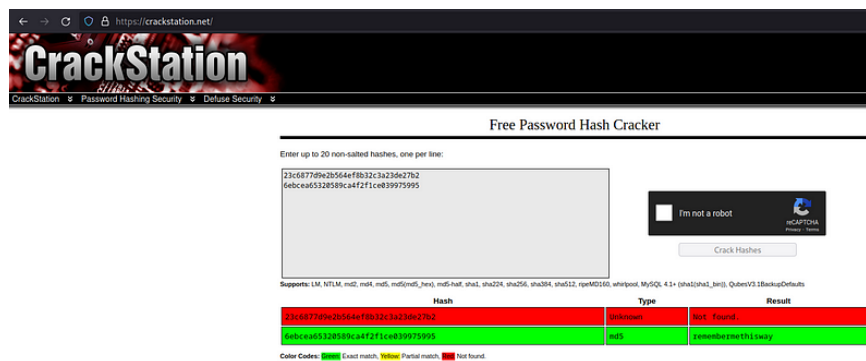 https://crackstation.net/
CrackStation
CrackStation Password Hashing Security Defuse Security
Free Password Hash Cracker
Enter up to 20 non-salted hashes, one per line:
23c6877d9e2b564ef8b32c3a23de27b2
6ebcea65320589ca4f2f1ce039975995
I'm not a robot
reCAPTCHA
Privacy - Terms
Crack Hashes
Supports: LM, NTLM, md2, md4, md5, md5(md5_hex), md5-half, sha1, sha224, sha256, sha384, sha512, ripeMD160, whirlpool, MySQL 4.1+ (sha1(sha1_bin)), QubesV3.1BackupDefaults
Hash Type Result
23c6877d9e2b564ef8b32c3a23de27b2 Unknown Not found.
6ebcea65320589ca4f2f1ce039975995 md5 remembermethisway
Color Codes: Green: Exact match, Yellow: Partial match, Red: Not found.